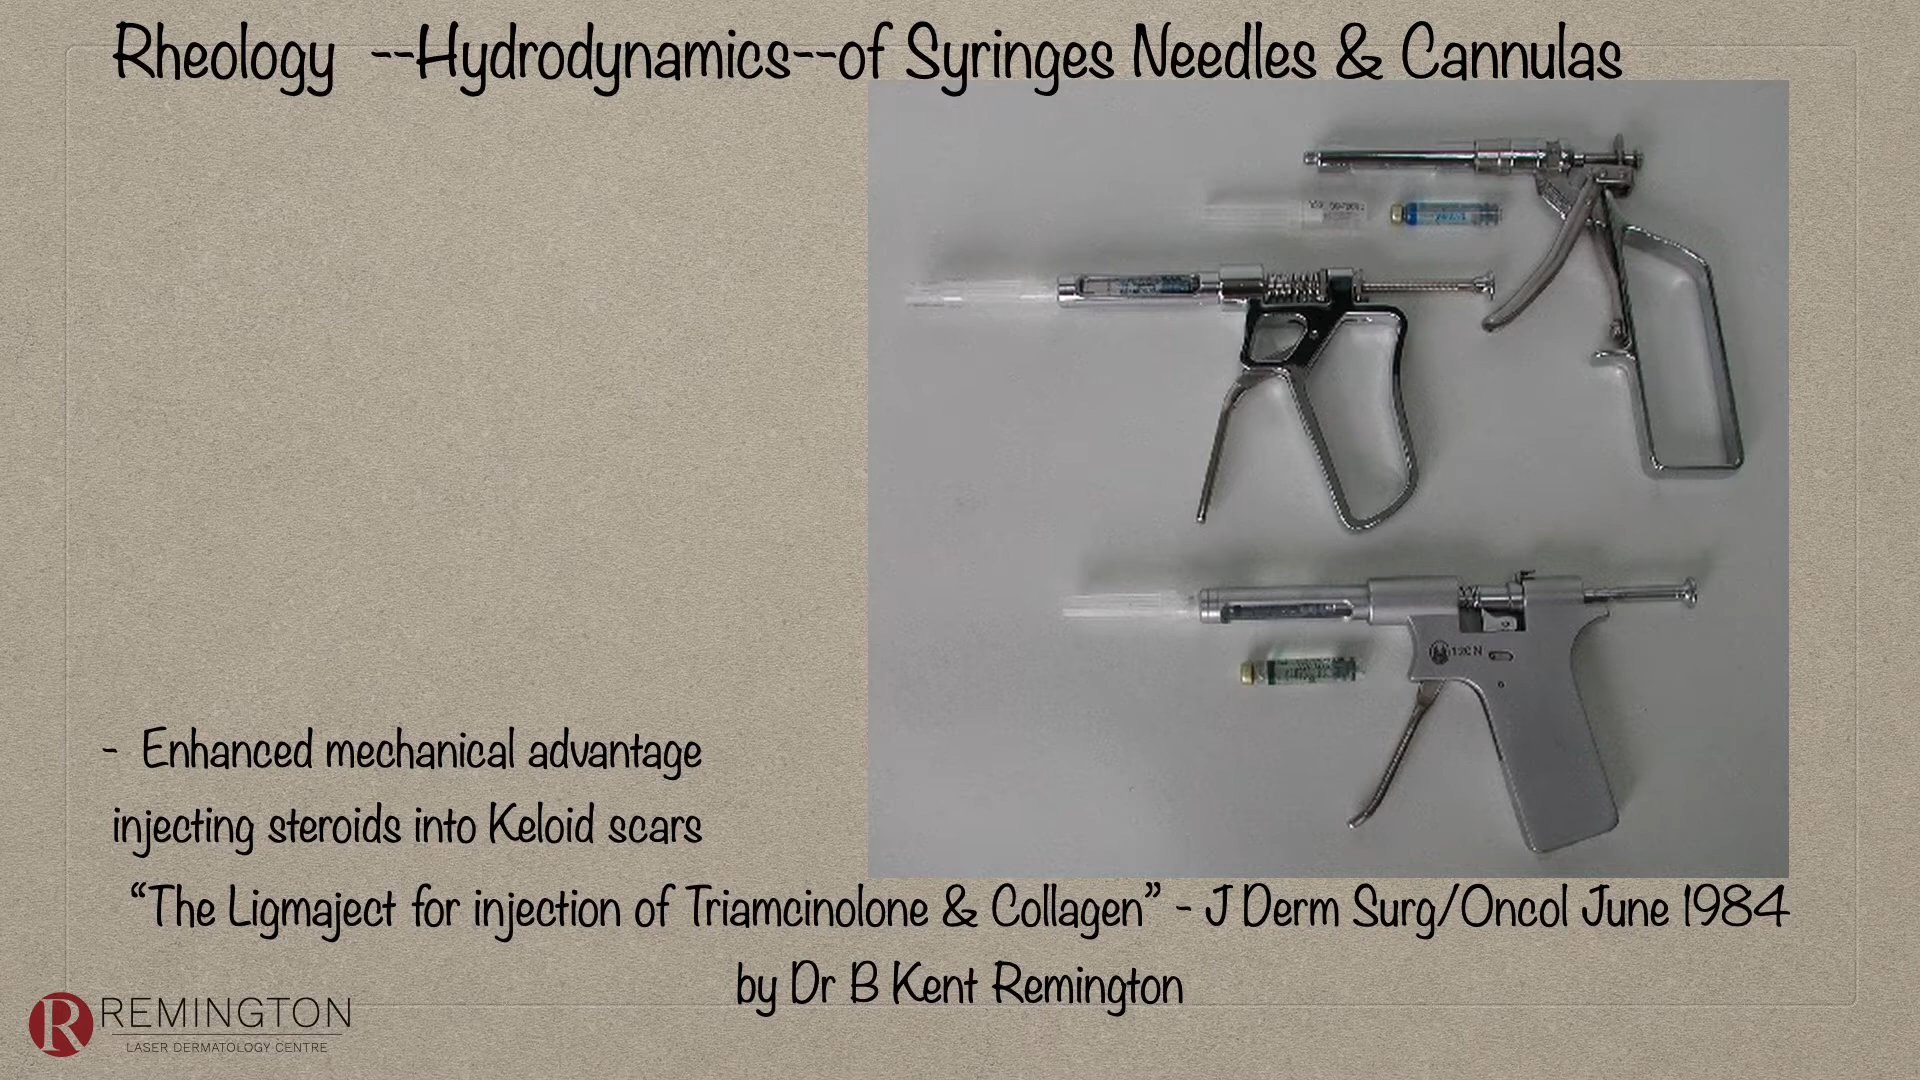 Rheology --Hydrodynamics--of Syringes Needles & Cannulas
120 N
- Enhanced mechanical advantage
injecting steroids into Keloid scars
“The Ligmaject for injection of Triamcinolone & Collagen” - J Derm Surg/Oncol June 1984
by Dr B Kent Remington
R REMINGTON
LASER DERMATOLOGY CENTRE